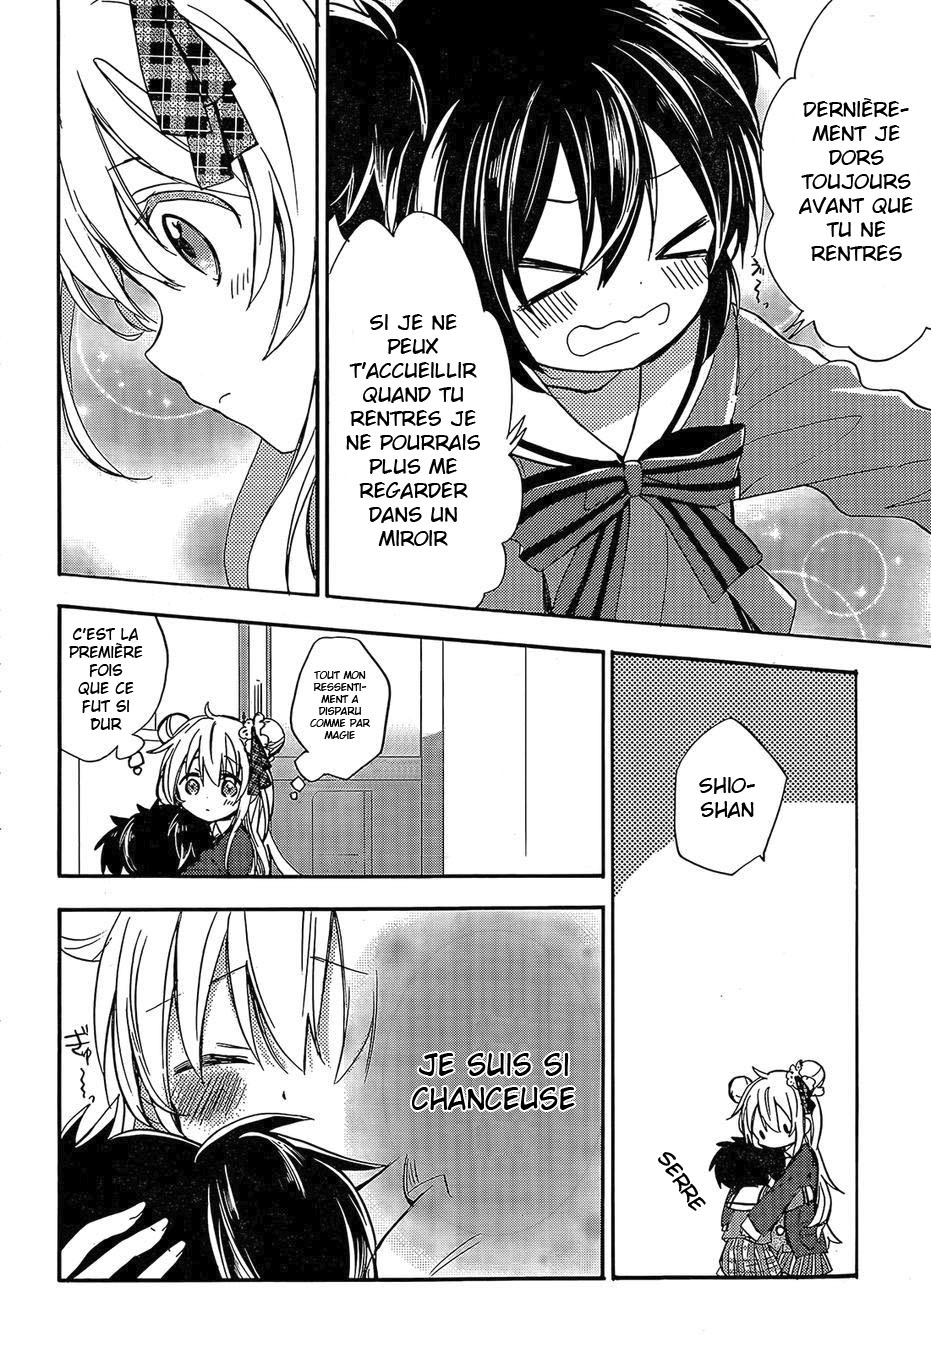 DERNIÈRE-
MENT JE
DORS
TOUJOURS
AVANT QUE
TU NE
RENTRES
SI JE NE
PEUX
T'ACCUEILLIR
QUAND TU
RENTRES JE
NE POURRAIS
PLUS ME
REGARDER
DANS UN
MIROIR
SHIO-
SHAN
SERRE
TOUT MON
RESSENTI-
MENT A
DISPARU
COMME PAR
MAGIE
C'EST LA
PREMIÈRE
FOIS
QUE CE
FUT SI
DUR
JE SUIS SI
CHANCEUSE
ギュ〜